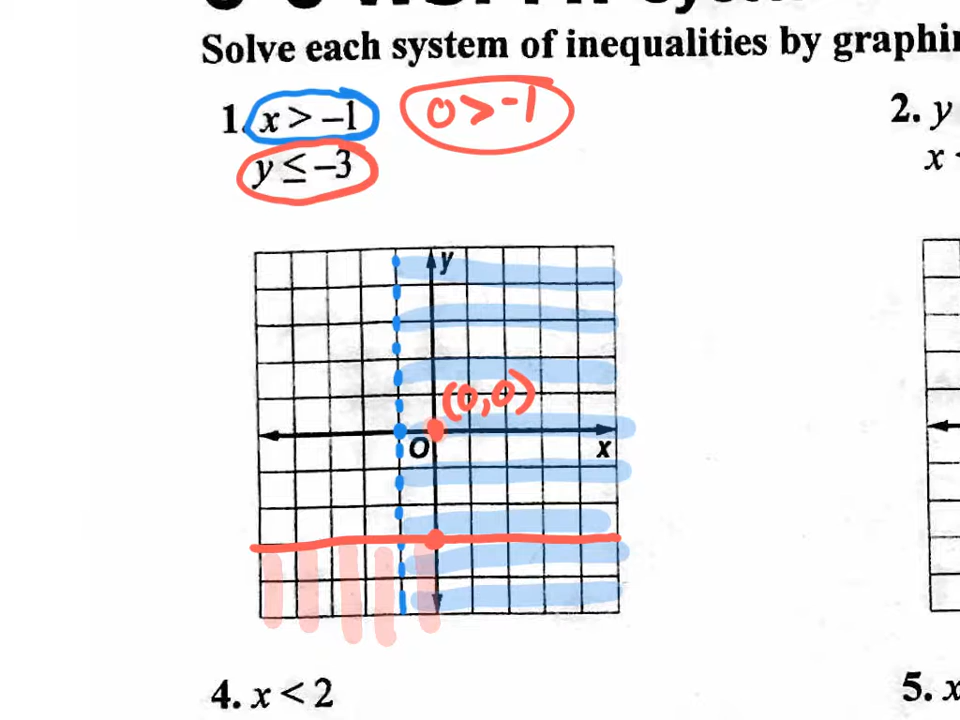 Solve each system of inequalities by graphin
1. x > −1 0 > -1
y ≤ −3
2. y
x
y
(0,0)
O x
4. x < 2
5. x